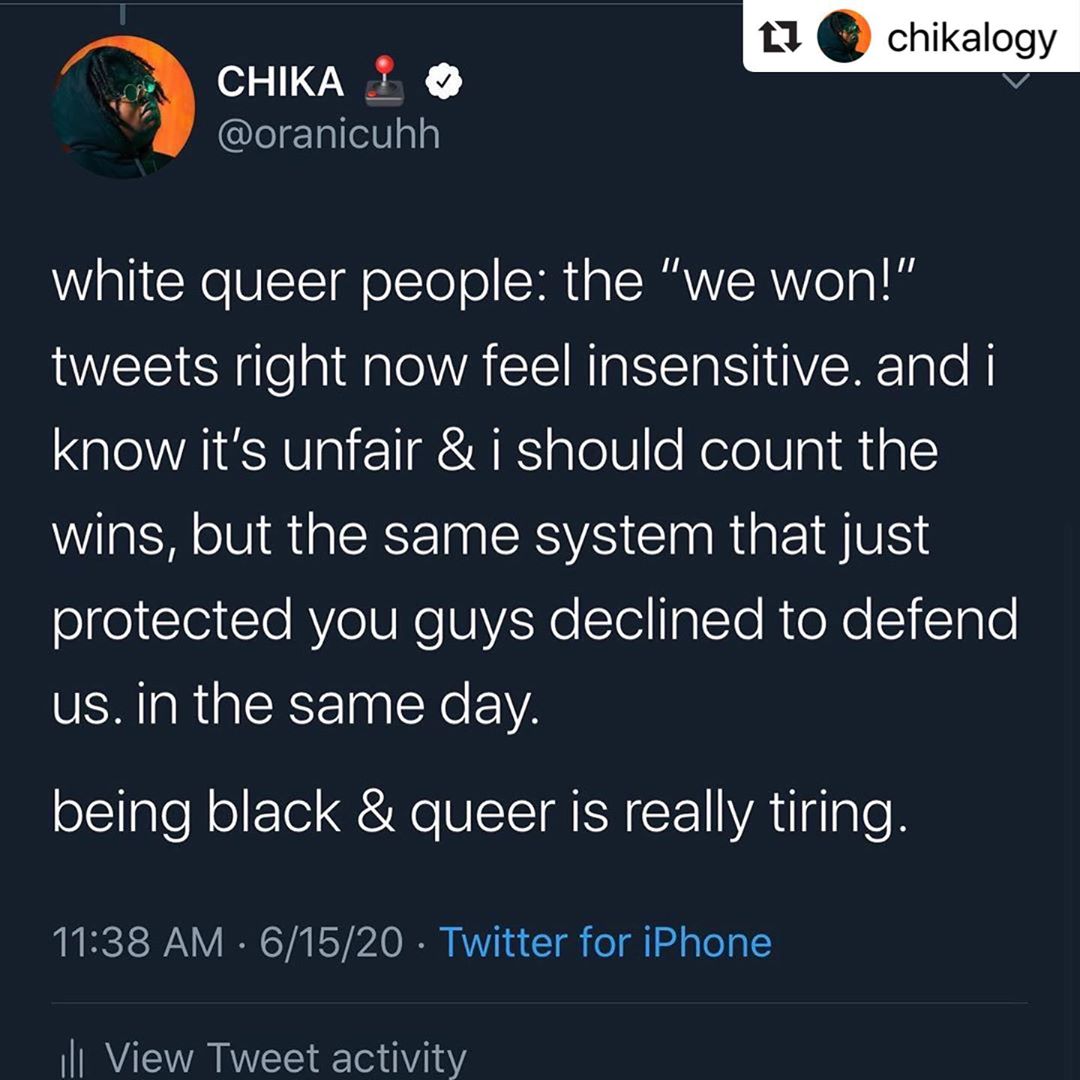 chikalogy
CHIKA
@oranicuhh
white queer people: the “we won!”
tweets right now feel insensitive. and i
know it’s unfair & i should count the
wins, but the same system that just
protected you guys declined to defend
us. in the same day.
being black & queer is really tiring.
11:38 AM · 6/15/20 · Twitter for iPhone
View Tweet activity